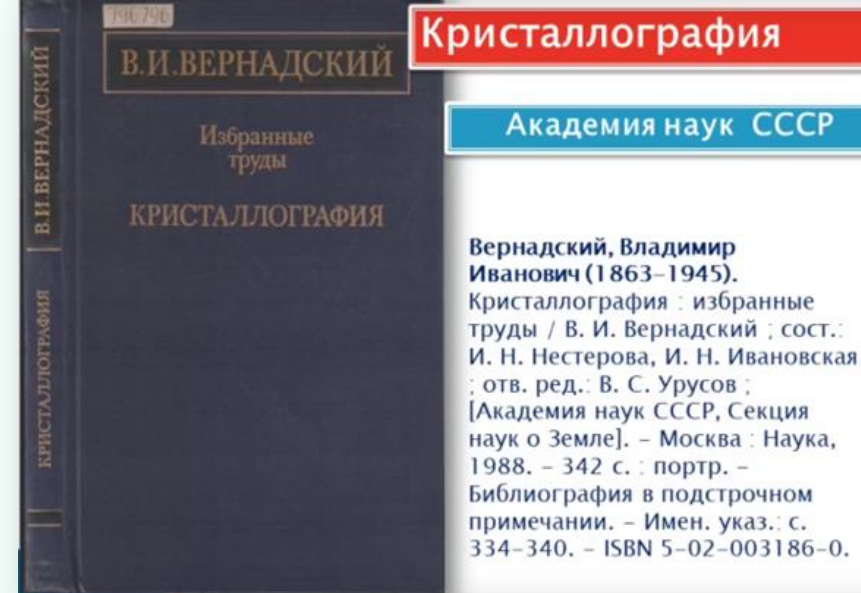 796796
В.И.ВЕРНАДСКИЙ
Избранные
труды
КРИСТАЛЛОГРАФИЯ
В.И.ВЕРНАДСКИЙ
КРИСТАЛЛОГРАФИЯ
Кристаллография
Академия наук СССР
Вернадский, Владимир
Иванович (1863–1945).
Кристаллография : избранные
труды / В. И. Вернадский ; сост.:
И. Н. Нестерова, И. Н. Ивановская
; отв. ред.: В. С. Урусов ;
[Академия наук СССР, Секция
наук о Земле]. – Москва : Наука,
1988. – 342 с. : портр. –
Библиография в подстрочном
примечании. – Имен. указ.: с.
334–340. – ISBN 5-02-003186-0.